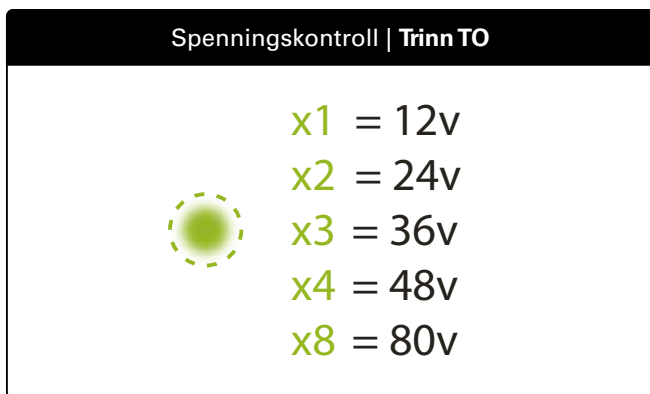 Spenningskontroll | Trinn TO
x1 = 12v
x2 = 24v
x3 = 36v
x4 = 48v
x8 = 80v